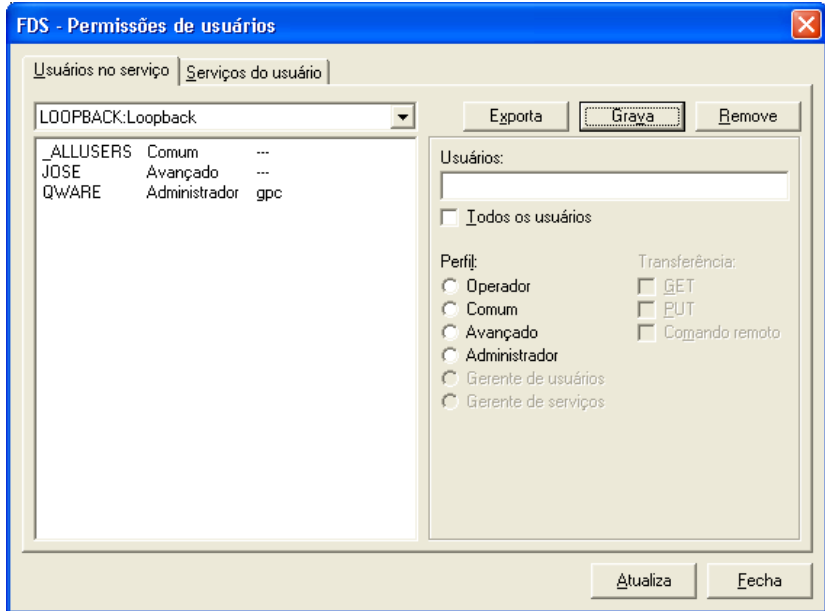 FDS - Permissões de usuários
Usuários no serviço Serviços do usuário
LOOPBACK:Loopback
Exporta Grava Remove
_ALLUSERS Comum ---
JOSE Avançado ---
QWARE Administrador gpc
Usuários:
Todos os usuários
Perfil: Transferência:
Operador GET
Comum PUT
Avançado Comando remoto
Administrador
Gerente de usuários
Gerente de serviços
Atualiza Fecha